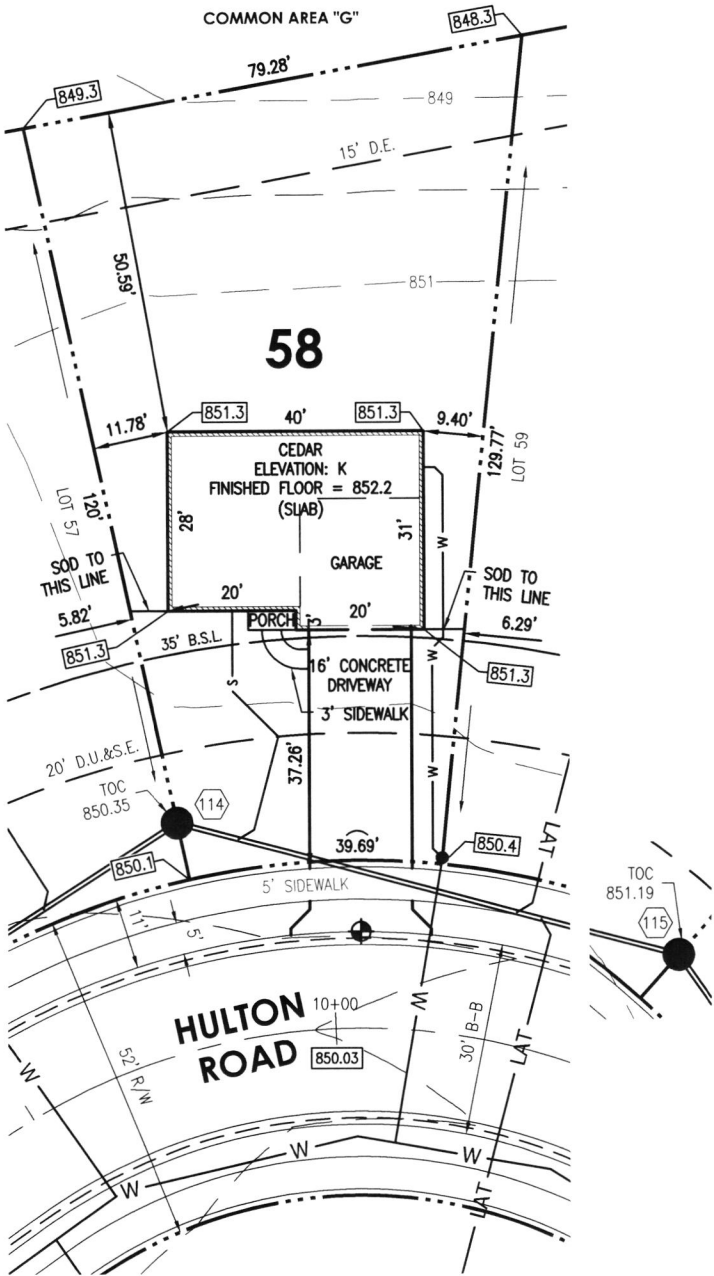 COMMON AREA "G"
848.3
79.28'
849.3
849
15' D.E.
50.59'
851
58
11.78'
851.3
40'
851.3
9.40'
129.77'
LOT 59
CEDAR
ELEVATION: K
FINISHED FLOOR = 852.2
(SLAB)
LOT 57
120'
28'
31'
W
GARAGE
SOD TO
THIS LINE
SOD TO
THIS LINE
20'
20'
5.82'
PORCH
3'
6.29'
851.3
35' B.S.L.
W
851.3
16' CONCRETE
DRIVEWAY
S
3' SIDEWALK
20' D.U.&S.E.
37.26'
W
TOC
850.35
114
LAT
39.69'
850.4
850.1
5' SIDEWALK
TOC
851.19
115
11'
5'
HULTON
ROAD
10+00
850.03
W
30' B-B
LAT
52' R/W
W
W
W
W
LAT